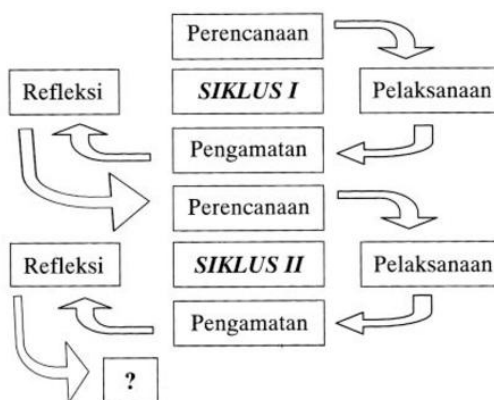 Perencanaan
Refleksi
SIKLUS I
Pelaksanaan
Pengamatan
Perencanaan
Refleksi
SIKLUS II
Pelaksanaan
Pengamatan
?